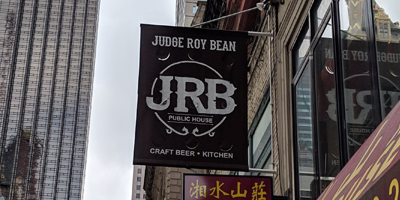 JUDGE ROY BEAN
JRB
PUBLIC HOUSE
CRAFT BEER • KITCHEN
湘水山莊